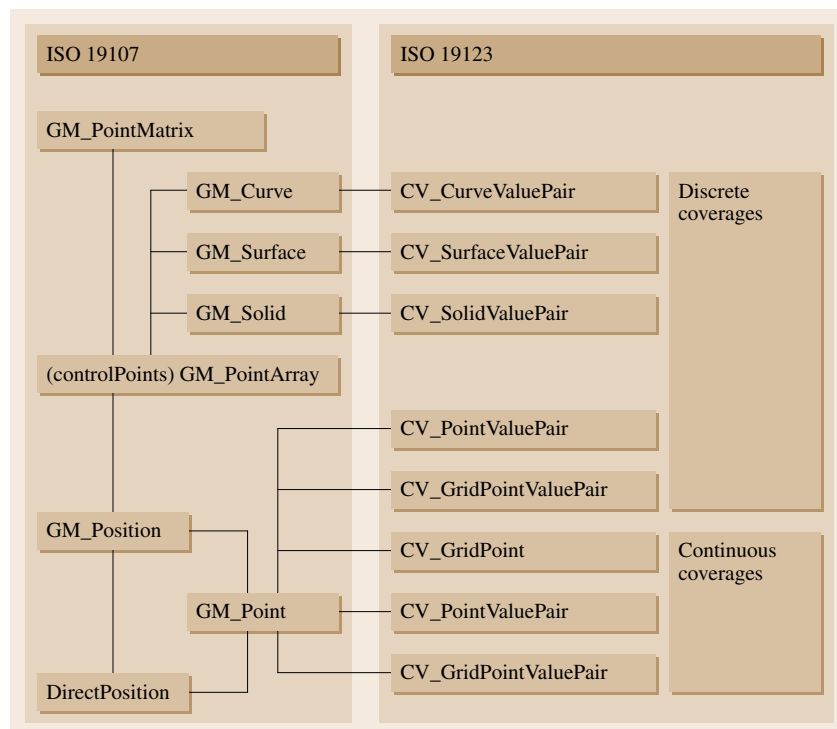 ISO 19107
ISO 19123
GM_PointMatrix
GM_Curve
CV_CurveValuePair
Discrete
coverages
GM_Surface
CV_SurfaceValuePair
GM_Solid
CV_SolidValuePair
(controlPoints) GM_PointArray
CV_PointValuePair
CV_GridPointValuePair
GM_Position
CV_GridPoint
Continuous
coverages
GM_Point
CV_PointValuePair
CV_GridPointValuePair
DirectPosition